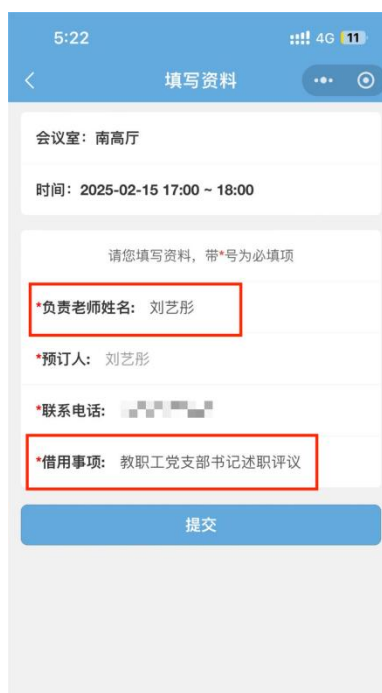 5:22
4G 11
填写资料
会议室：南高厅
时间：2025-02-15 17:00 ~ 18:00
请您填写资料，带*号为必填项
*负责老师姓名: 刘艺彤
*预订人: 刘艺彤
*联系电话:
*借用事项: 教职工党支部书记述职评议
提交